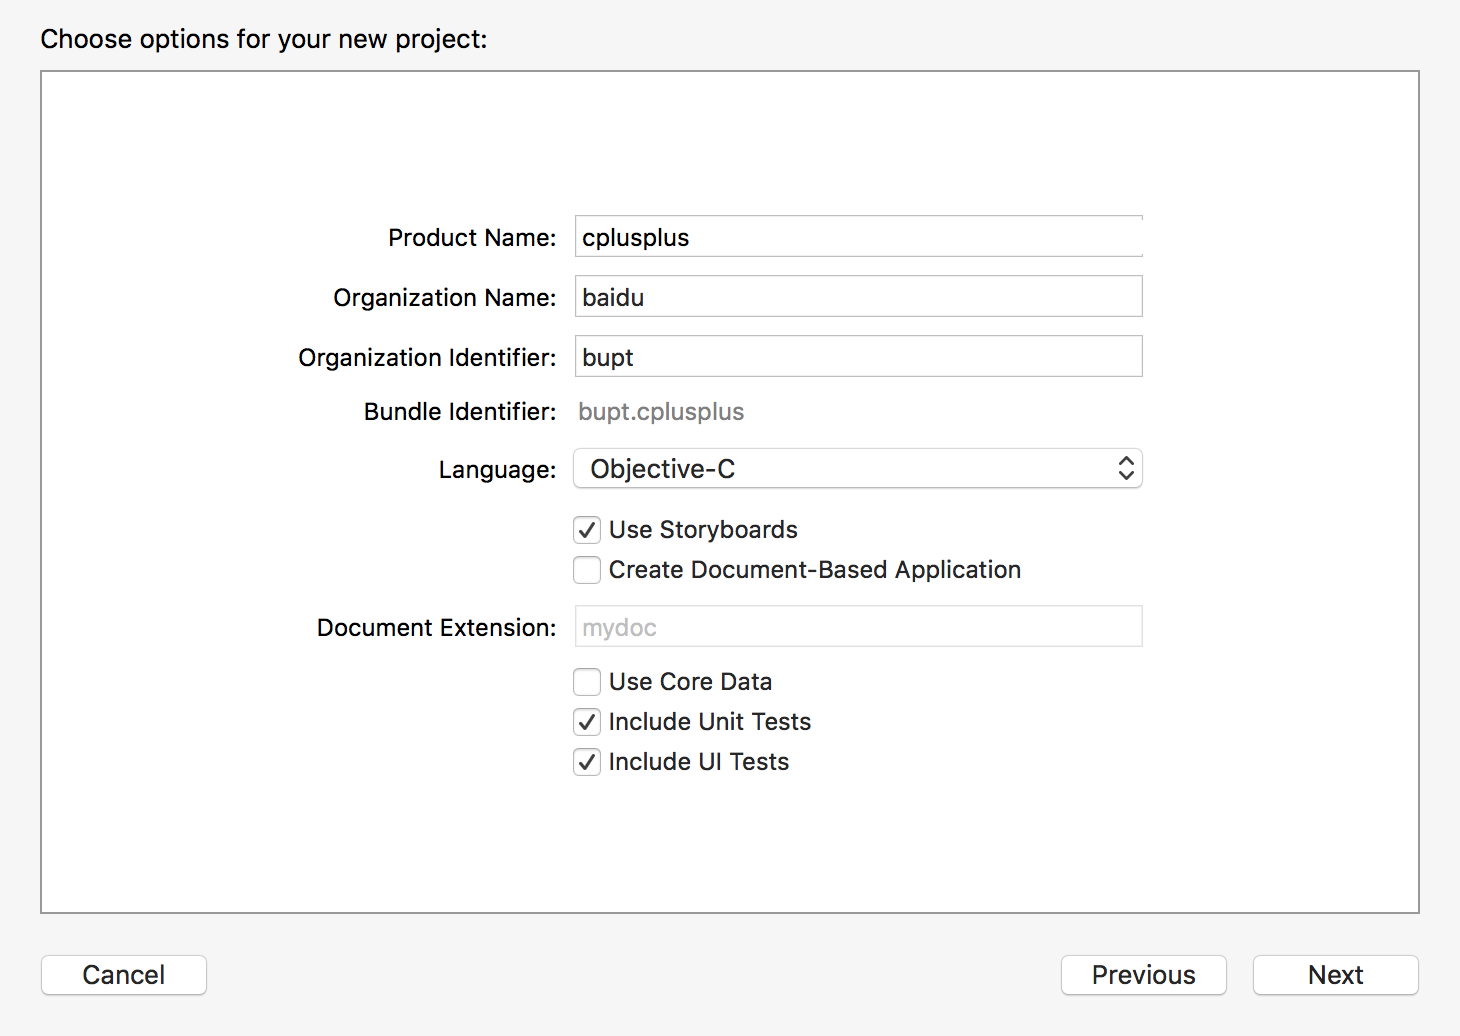 Choose options for your new project:
Product Name: cplusplus
Organization Name: baidu
Organization Identifier: bupt
Bundle Identifier: bupt.cplusplus
Language: Objective-C
Use Storyboards
Create Document-Based Application
Document Extension: mydoc
Use Core Data
Include Unit Tests
Include UI Tests
Cancel Previous Next